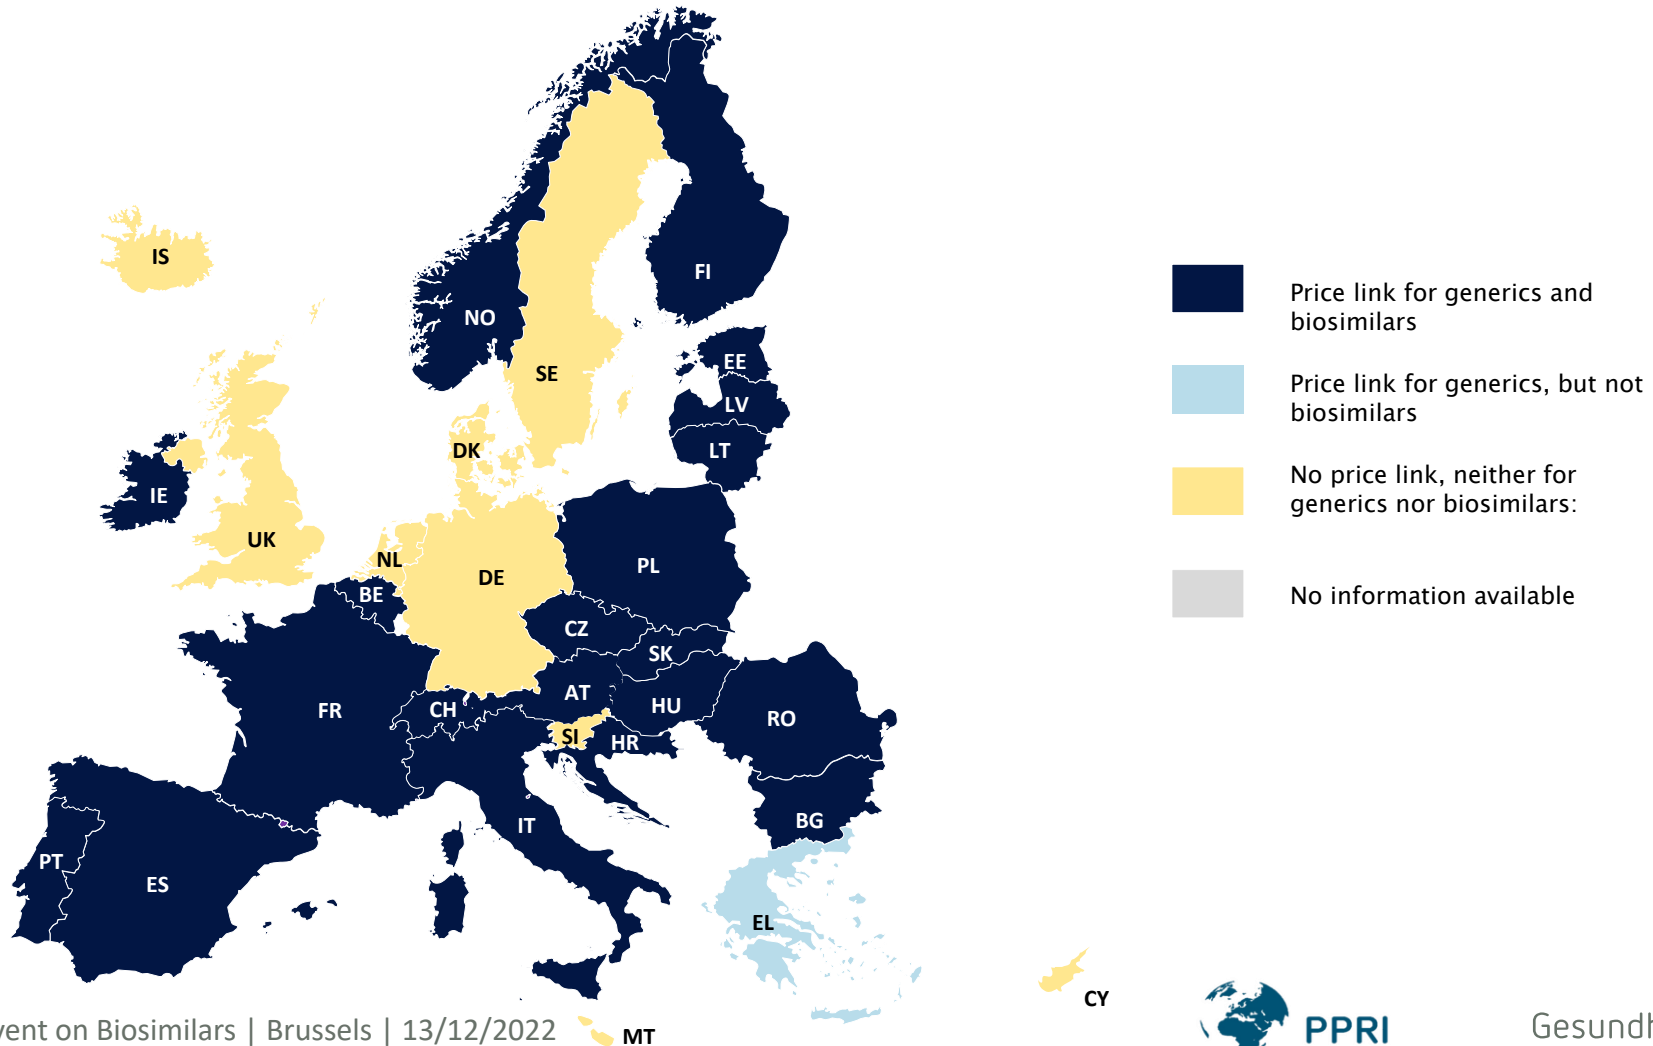 IS
FI
NO
EE
SE
LV
DK
LT
IE
UK
NL
PL
DE
BE
CZ
SK
AT
HU
FR
CH
RO
SI
HR
IT
BG
PT
ES
EL
CY
MT
Price link for generics and
biosimilars
Price link for generics, but not
biosimilars
No price link, neither for
generics nor biosimilars:
No information available
on Biosimilars | Brussels | 13/12/2022
PPRI